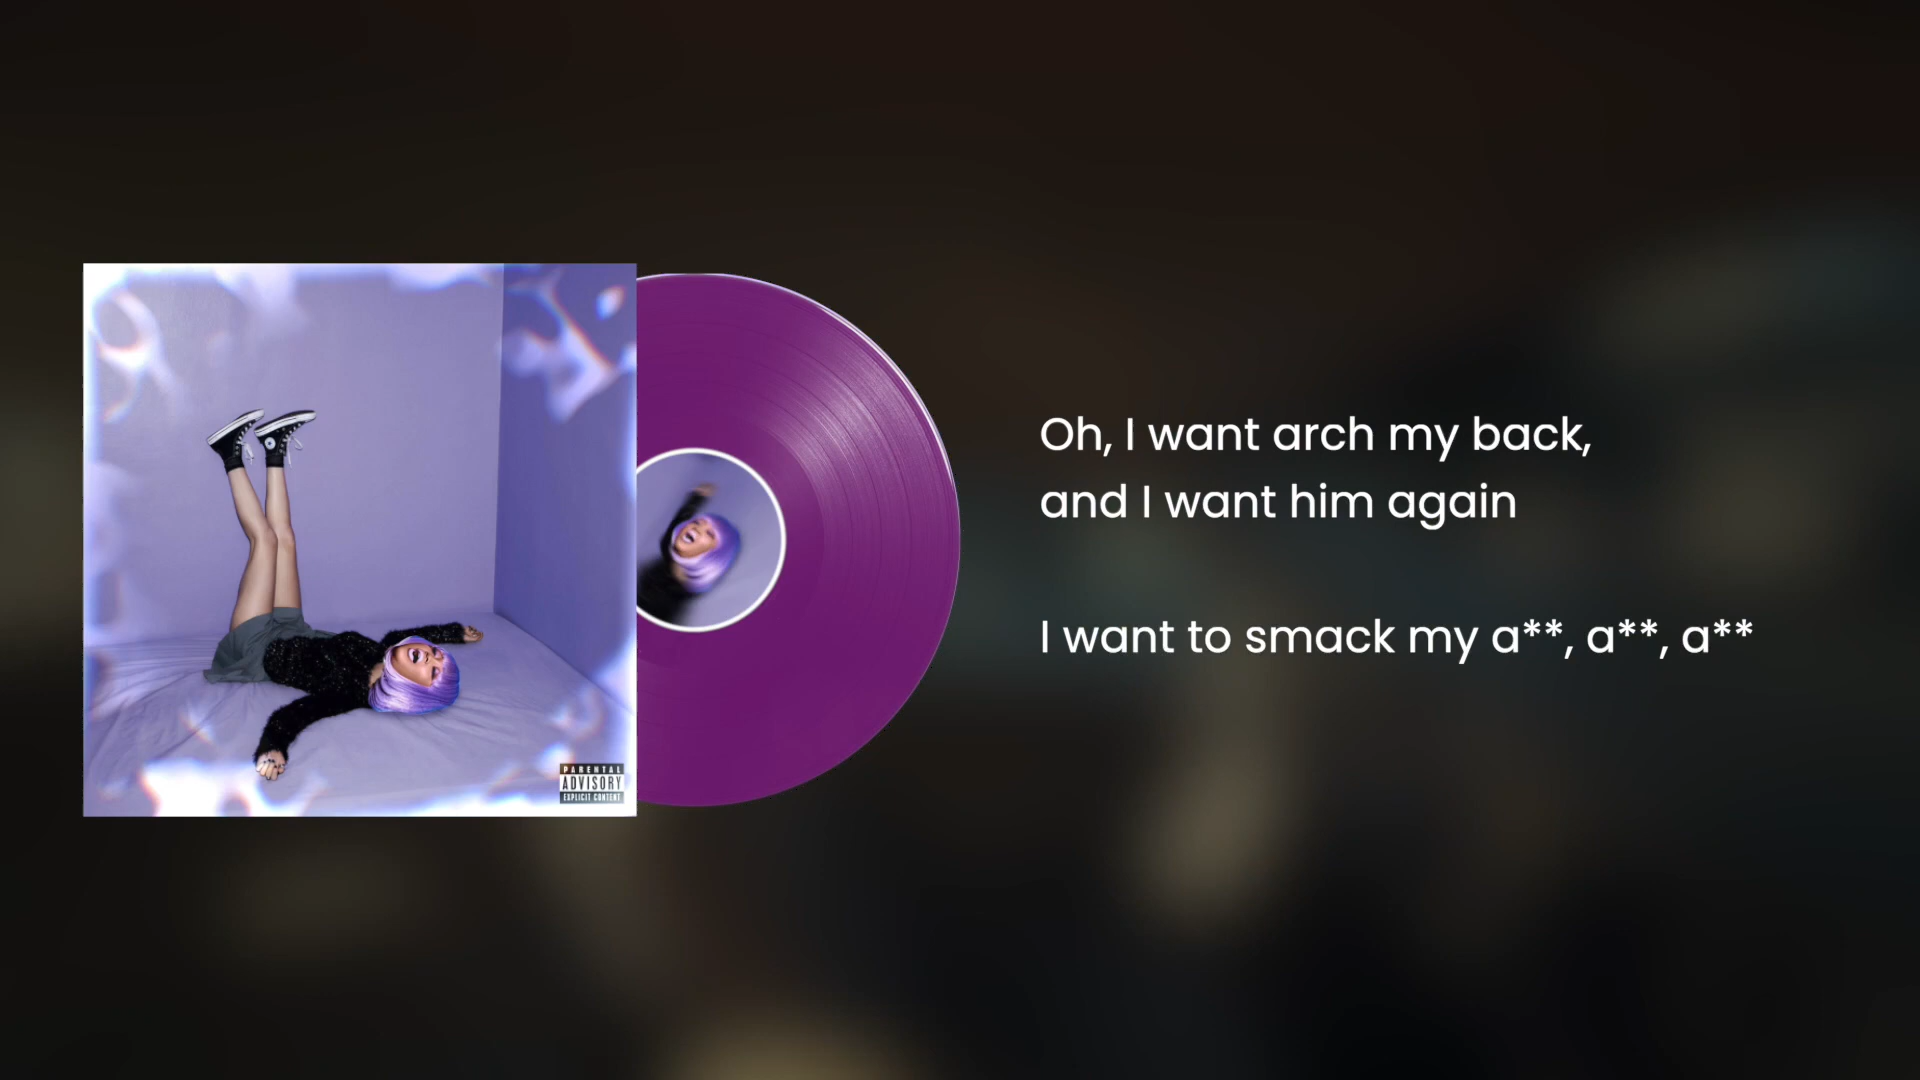 Oh, I want arch my back,
and I want him again
I want to smack my a**, a**, a**
PARENTAL
ADVISORY
EXPLICIT CONTENT